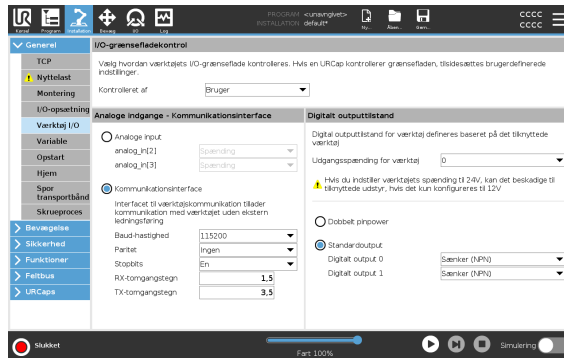 PROGRAM <unavngivet>
INSTALLATION default*
Ny...
Åben...
Gem...
CCCC
CCCC
Kørsel
Program
Installation
Bevæg
I/O
Log
Generel
TCP
Nyttelast
Montering
I/O-opsætning
Værktøj I/O
Variable
Opstart
Hjem
Spor
transportbånd
Skrueproces
Bevægelse
Sikkerhed
Funktioner
Feltbus
URCaps
I/O-grænsefladekontrol
Vælg hvordan værktøjets I/O-grænseflade kontrolleres. Hvis en URCap kontrollerer grænsefladen, tilsidesættes brugerdefinerede
indstillinger.
Kontrolleret af
Bruger
Analoge indgange - Kommunikationsinterface
Analoge input
analog_in[2] Spænding
analog_in[3] Spænding
Kommunikationsinterface
Interfacet til værktøjskommunikation tillader
kommunikation med værktøjet uden ekstern
ledningsføring
Baud-hastighed 115200
Paritet Ingen
Stopbits En
RX-tomgangstegn 1,5
TX-tomgangstegn 3,5
Digitalt outputtilstand
Digital outputtilstand for værktøj defineres baseret på det tilknyttede
værktøj
Udgangsspænding for værktøj 0
Hvis du indstiller værktøjets spænding til 24V, kan det beskadige til
tilknyttede udstyr, hvis det kun konfigureres til 12V
Dobbelt pinpower
Standardoutput
Digitalt output 0 Sænker (NPN)
Digitalt output 1 Sænker (NPN)
Slukket
Fart 100%
Simulering